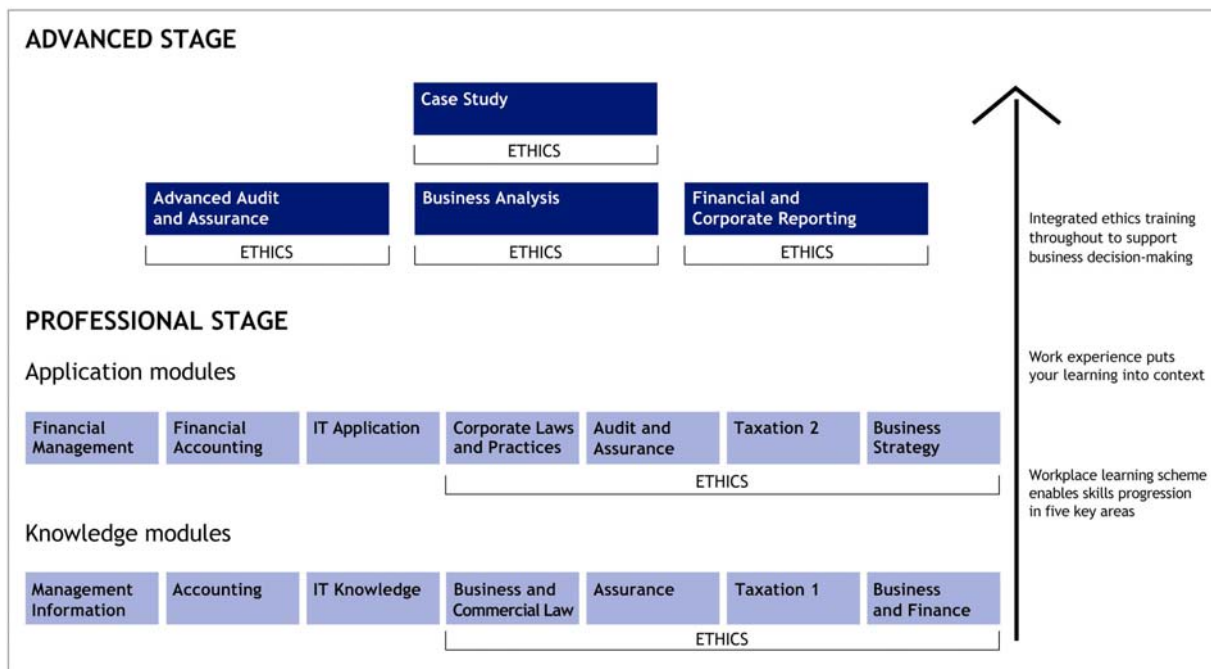 ADVANCED STAGE
Case Study
ETHICS
Advanced Audit
and Assurance
Business Analysis
Financial and
Corporate Reporting
ETHICS
ETHICS
ETHICS
Integrated ethics training
throughout to support
business decision-making
PROFESSIONAL STAGE
Application modules
Work experience puts
your learning into context
Financial
Management
Financial
Accounting
IT Application
Corporate Laws
and Practices
Audit and
Assurance
Taxation 2
Business
Strategy
ETHICS
Workplace learning scheme
enables skills progression
in five key areas
Knowledge modules
Management
Information
Accounting
IT Knowledge
Business and
Commercial Law
Assurance
Taxation 1
Business
and Finance
ETHICS